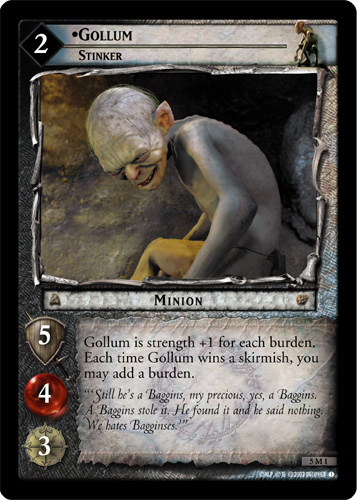 2
•GOLLUM
STINKER
MINION
5
4
3
Gollum is strength +1 for each burden.
Each time Gollum wins a skirmish, you
may add a burden.
“‘Still he's a Baggins, my precious, yes, a Baggins.
A Baggins stole it. He found it and he said nothing.
We hates Bagginses.’”
5 M 1